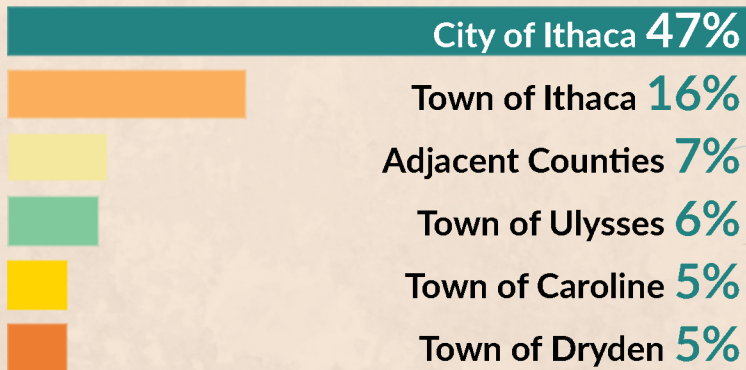 City of Ithaca 47%
Town of Ithaca 16%
Adjacent Counties 7%
Town of Ulysses 6%
Town of Caroline 5%
Town of Dryden 5%